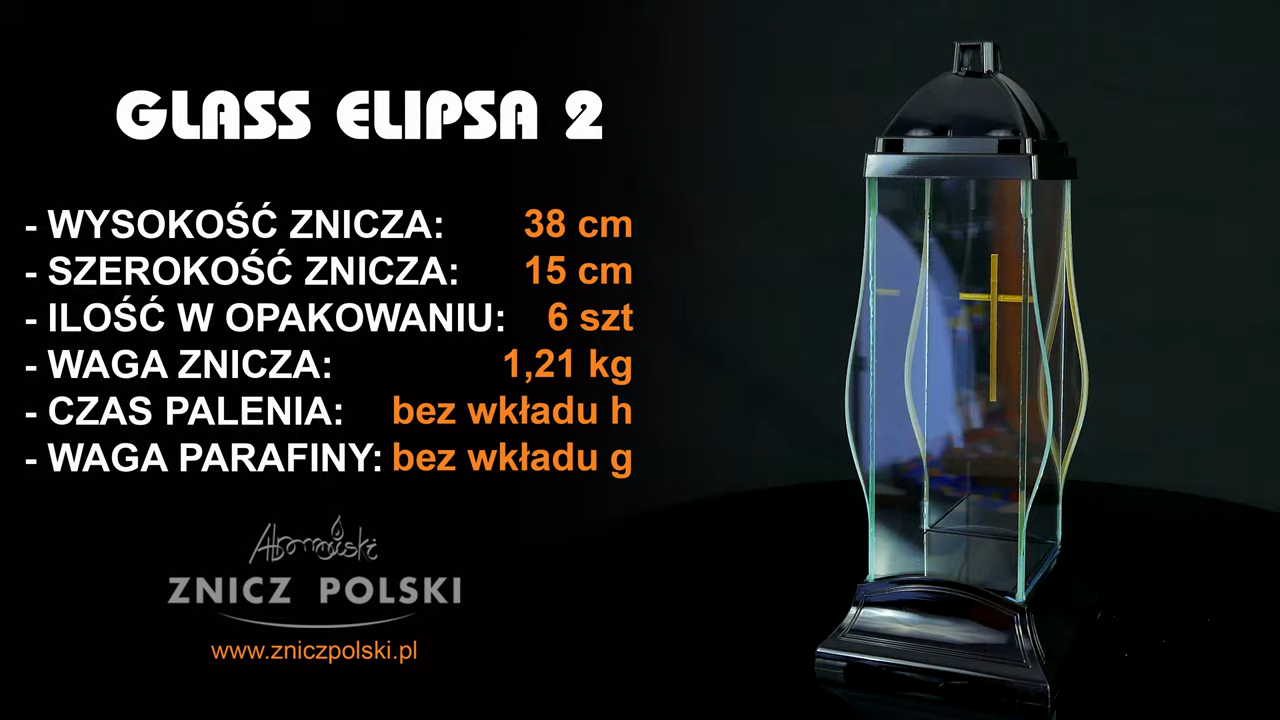 GLASS ELIPSA 2
- WYSOKOŚĆ ZNICZA: 38 cm
- SZEROKOŚĆ ZNICZA: 15 cm
- ILOŚĆ W OPAKOWANIU: 6 szt
- WAGA ZNICZA: 1,21 kg
- CZAS PALENIA: bez wkładu h
- WAGA PARAFINY: bez wkładu g
ZNICZ POLSKI
www.zniczpolski.pl